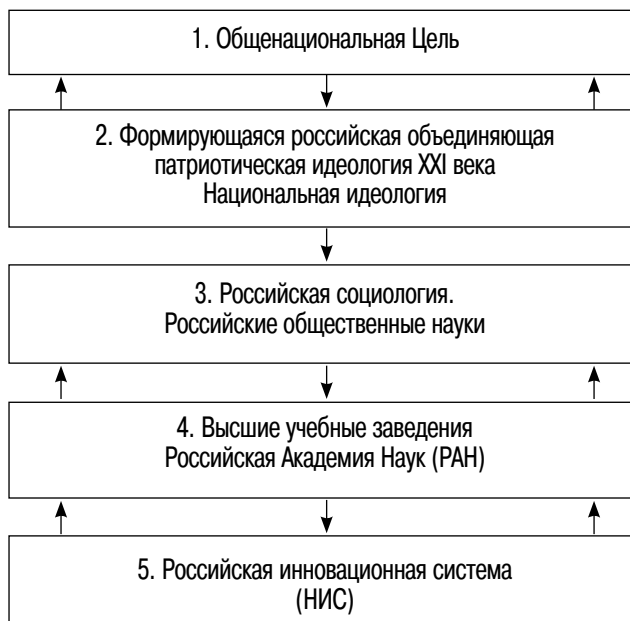 1. Общенациональная Цель
2. Формирующаяся российская объединяющая
патриотическая идеология XXI века
Национальная идеология
3. Российская социология.
Российские общественные науки
4. Высшие учебные заведения
Российская Академия Наук (РАН)
5. Российская инновационная система
(НИС)